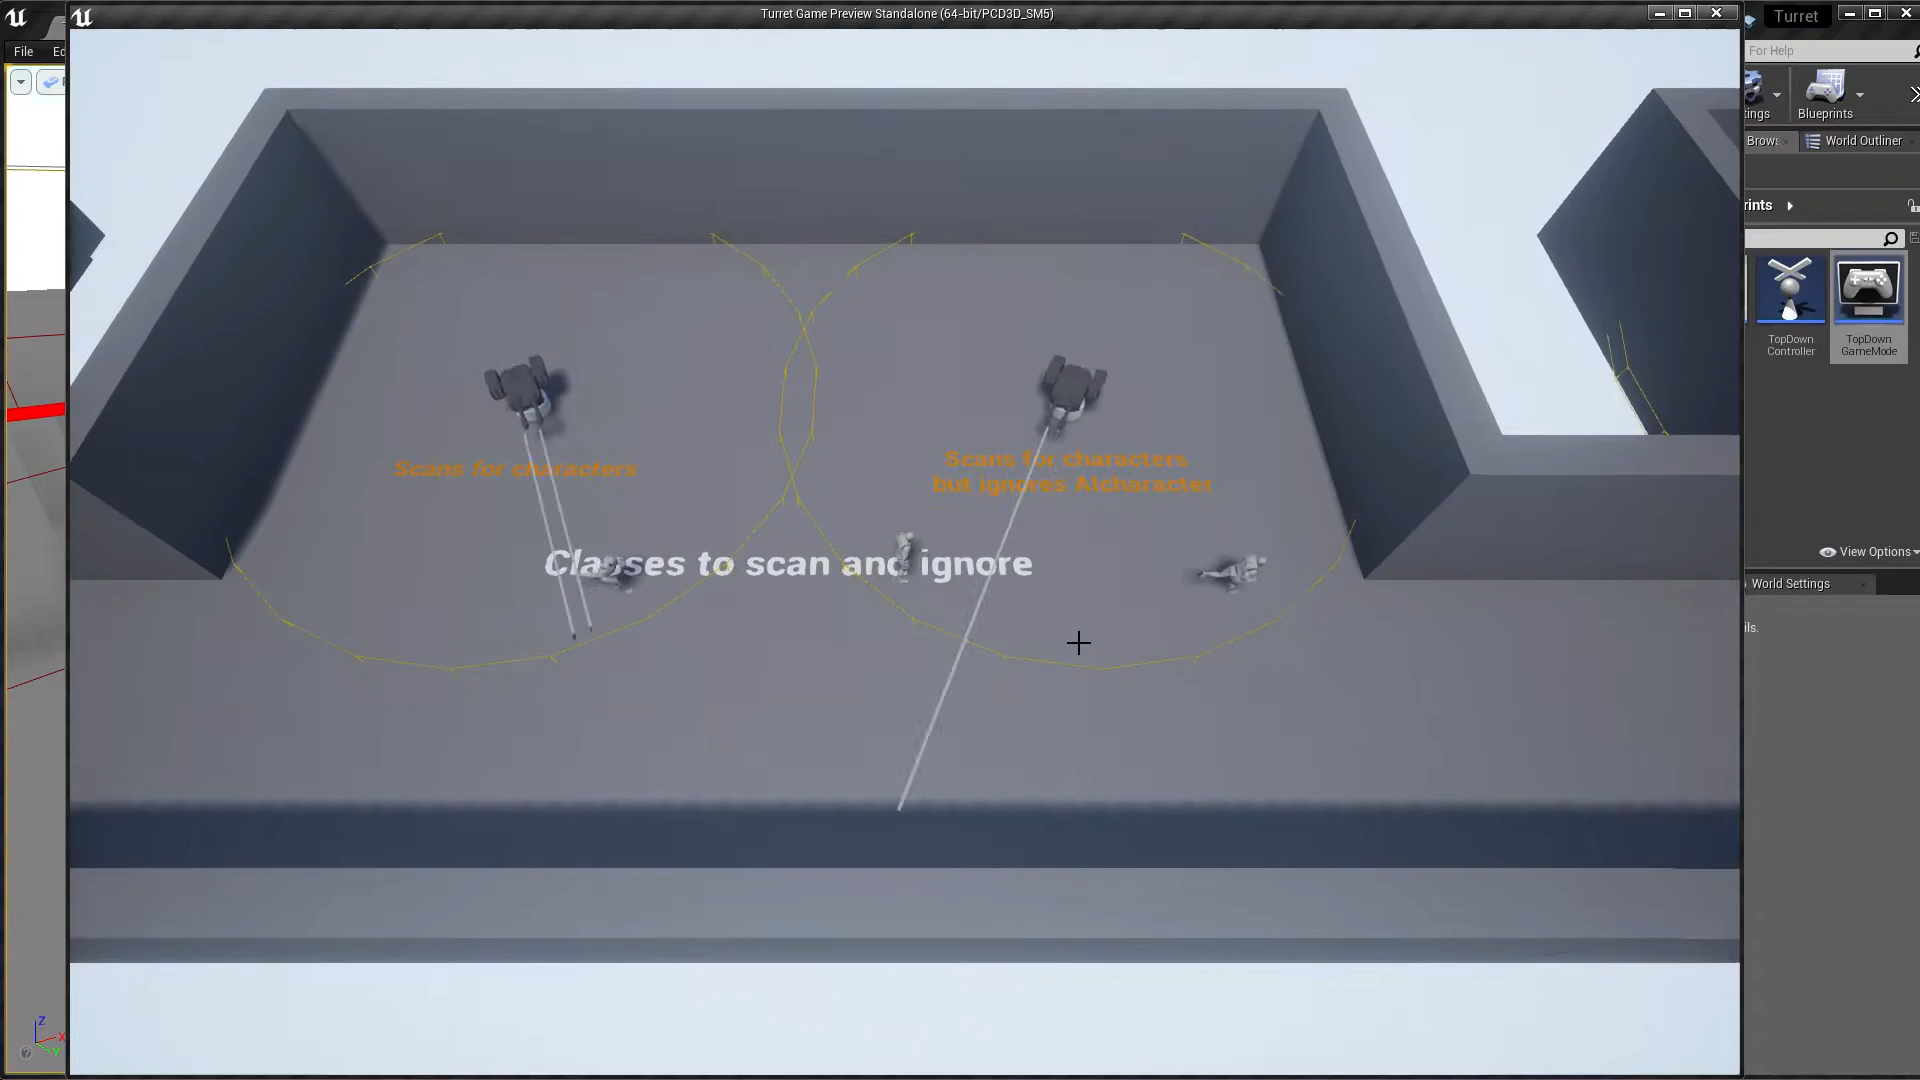 Turret Game Preview Standalone (64-bit/PCD3D_SM5)
Turret
File
Ed
For Help
ings
Blueprints
Brows
World Outliner
rints
TopDown
Controller
TopDown
GameMode
Scans for characters
Scans for characters
but ignores AIcharacter
Classes to scan and ignore
View Options
World Settings
ils.
Z
X
Y